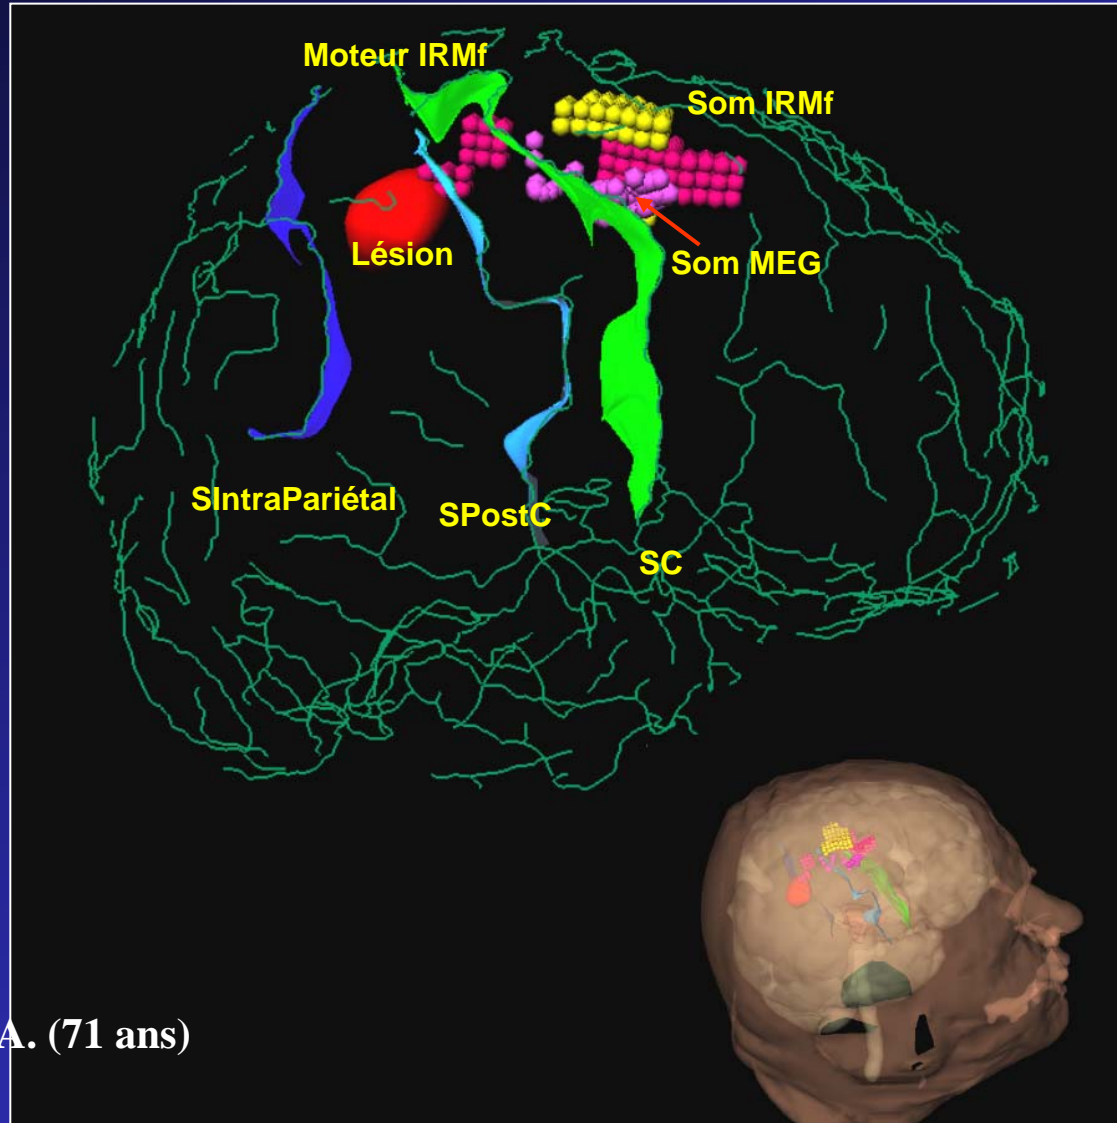 Moteur IRMf
Som IRMf
Lésion
Som MEG
SIntraPariétal
SPostC
SC
A. (71 ans)